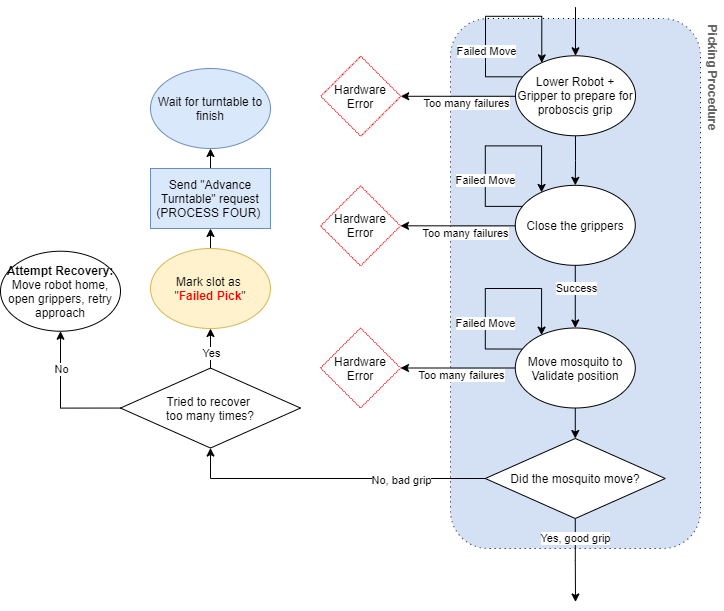 Picking Procedure
Failed Move
Lower Robot +
Gripper to prepare for
proboscis grip
Hardware
Error
Too many failures
Wait for turntable to
finish
Failed Move
Send "Advance
Turntable" request
(PROCESS FOUR)
Hardware
Error
Too many failures
Close the grippers
Attempt Recovery:
Move robot home,
open grippers, retry
approach
Mark slot as
"Failed Pick"
Success
Failed Move
Yes
Hardware
Error
Too many failures
Move mosquito to
Validate position
No
Tried to recover
too many times?
No, bad grip
Did the mosquito move?
Yes, good grip